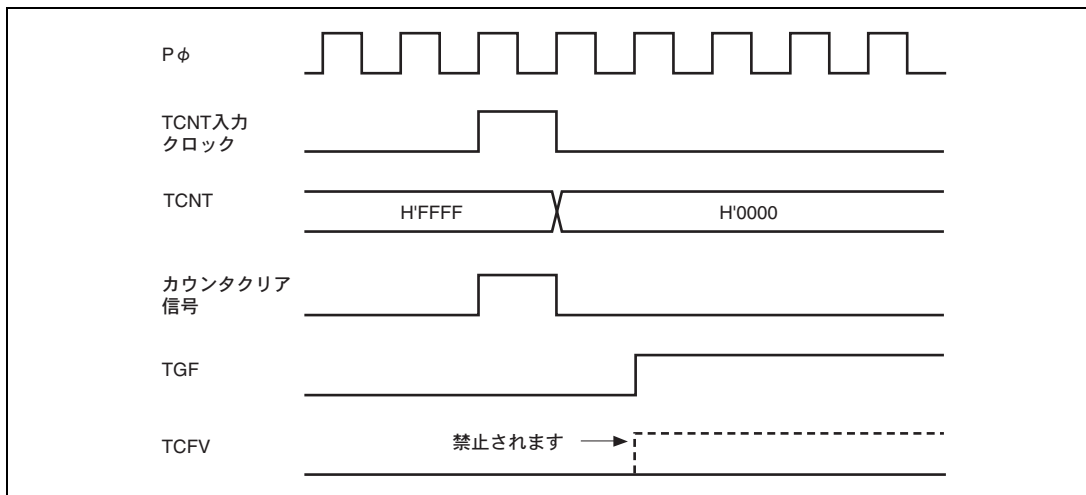 Pφ
TCNT入力
クロック
TCNT
H'FFFF
H'0000
カウンタクリア
信号
TGF
TCFV
禁止されます